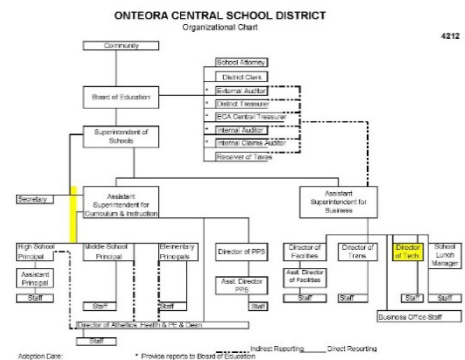 ONTEORA CENTRAL SCHOOL DISTRICT
Organizational Chart
4212
Community
School Attorney
District Clerk
Board of Education
* External Auditor
* District Treasurer
* ECA Central Treasurer
Superintendent of
Schools
* Internal Auditor
* Internal Claims Auditor
Receiver of Taxes
Secretary
Assistant
Superintendent for
Curriculum & Instruction
Assistant
Superintendent for
Business
High School
Principal
Middle School
Principal
Elementary
Principals
Director of PPS
Director of
Facilities
Director of
Trans.
Director
of Tech.
School
Lunch
Manager
Assistant
Principal
Asst. Director
PPS
Asst. Director
of Facilities
Staff
Staff
Staff
Staff
Staff
Staff
Staff
Staff
Business Office Staff
Director of Athletics, Health & PE & Dean
Staff
Indirect Reporting
Direct Reporting
Adoption Date:
* Provide reports to Board of Education